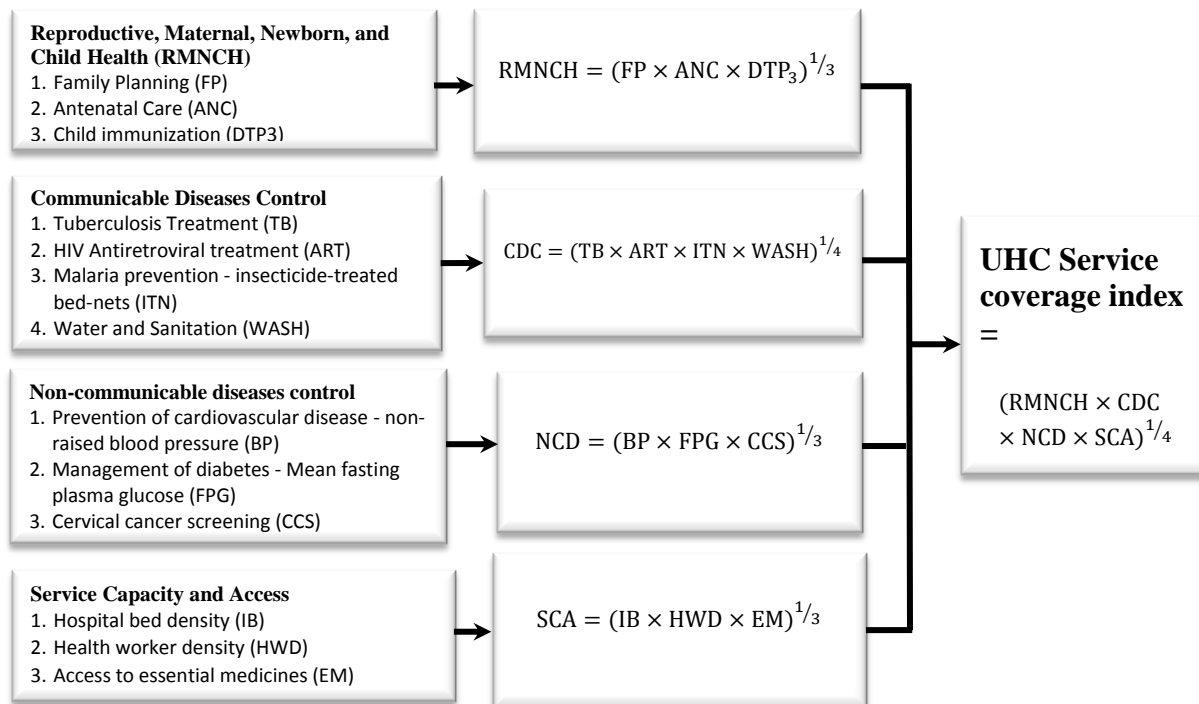 Reproductive, Maternal, Newborn, and
Child Health (RMNCH)
1. Family Planning (FP)
2. Antenatal Care (ANC)
3. Child immunization (DTP3)
RMNCH = (FP × ANC × DTP₃)^1/3
Communicable Diseases Control
1. Tuberculosis Treatment (TB)
2. HIV Antiretroviral treatment (ART)
3. Malaria prevention - insecticide-treated
bed-nets (ITN)
4. Water and Sanitation (WASH)
CDC = (TB × ART × ITN × WASH)^1/4
Non-communicable diseases control
1. Prevention of cardiovascular disease - non-
raised blood pressure (BP)
2. Management of diabetes - Mean fasting
plasma glucose (FPG)
3. Cervical cancer screening (CCS)
NCD = (BP × FPG × CCS)^1/3
Service Capacity and Access
1. Hospital bed density (IB)
2. Health worker density (HWD)
3. Access to essential medicines (EM)
SCA = (IB × HWD × EM)^1/3
UHC Service
coverage index
=
(RMNCH × CDC
× NCD × SCA)^1/4